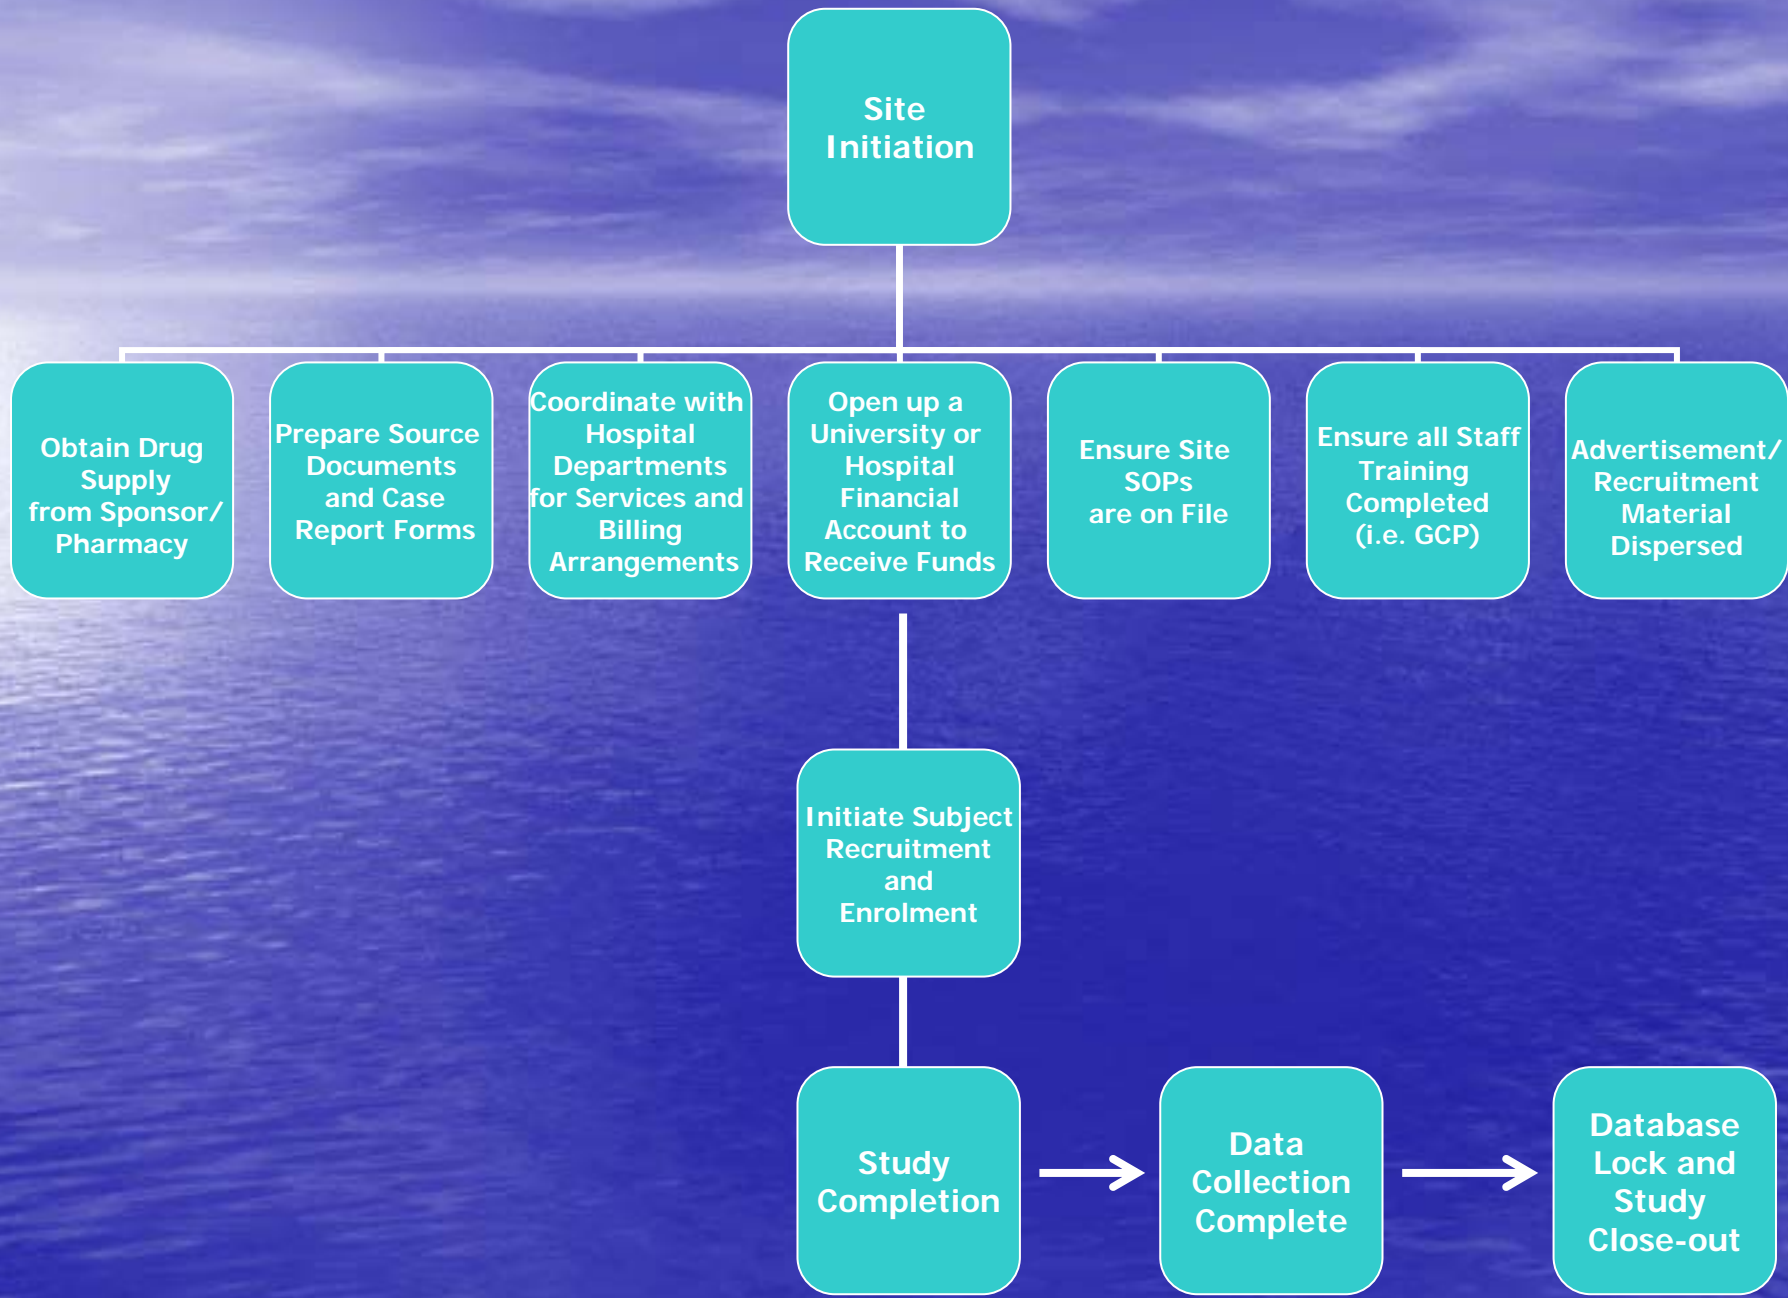 Site
Initiation
Obtain Drug
Supply
from Sponsor/
Pharmacy
Prepare Source
Documents
and Case
Report Forms
Coordinate with
Hospital
Departments
for Services and
Billing
Arrangements
Open up a
University or
Hospital
Financial
Account to
Receive Funds
Ensure Site
SOPs
are on File
Ensure all Staff
Training
Completed
(i.e. GCP)
Advertisement/
Recruitment
Material
Dispersed
Initiate Subject
Recruitment
and
Enrolment
Study
Completion
Data
Collection
Complete
Database
Lock and
Study
Close-out